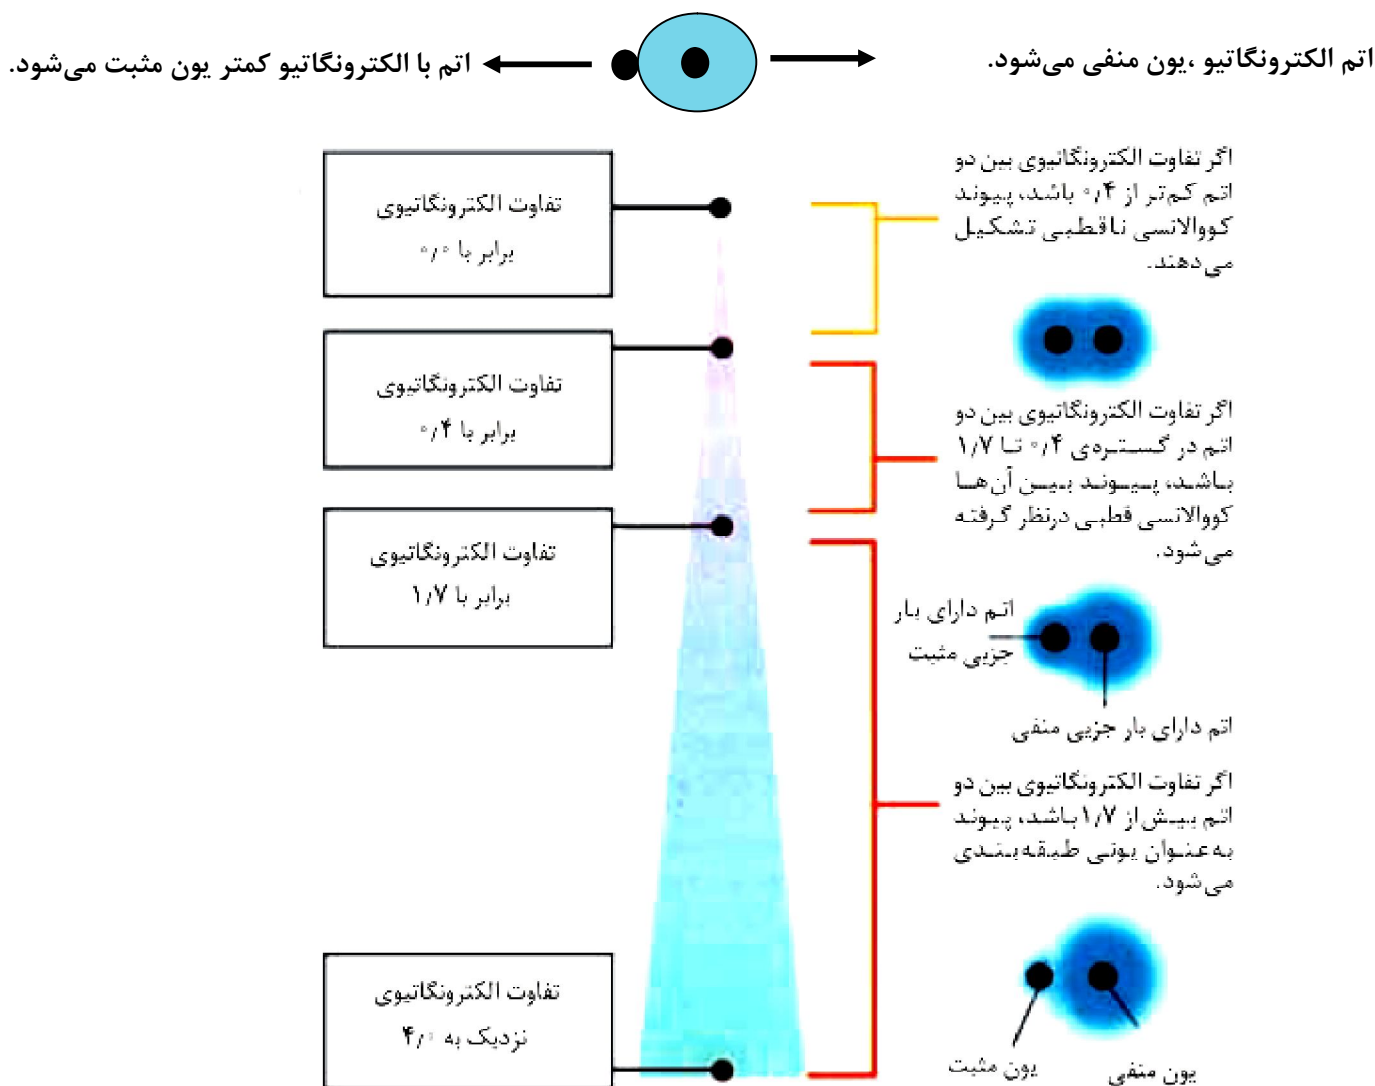 اتم الکترونگاتیو ،یون منفی می‌شود.
اتم با الکترونگاتیو کمتر یون مثبت می‌شود.
اگر تفاوت الکترونگاتیوی بین دو
اتم کم‌تر از ۰٫۴ باشد، پیوند
کووالانسی ناقطبی تشکیل
می‌دهند.
تفاوت الکترونگاتیوی
برابر با ۰٫۰
تفاوت الکترونگاتیوی
برابر با ۰٫۴
اگر تفاوت الکترونگاتیوی بین دو
اتم در گستره‌ی ۰٫۴ تا ۱٫۷
باشد، پیوند بین آن‌ها
کووالانسی قطبی درنظر گرفته
می‌شود.
تفاوت الکترونگاتیوی
برابر با ۱٫۷
اتم دارای بار
جزیی مثبت
اتم دارای بار جزیی منفی
اگر تفاوت الکترونگاتیوی بین دو
اتم بیش‌از ۱٫۷ باشد، پیوند
به‌عنوان یونی طبقه‌بندی
می‌شود.
تفاوت الکترونگاتیوی
نزدیک به ۴٫۰
یون منفی
یون مثبت